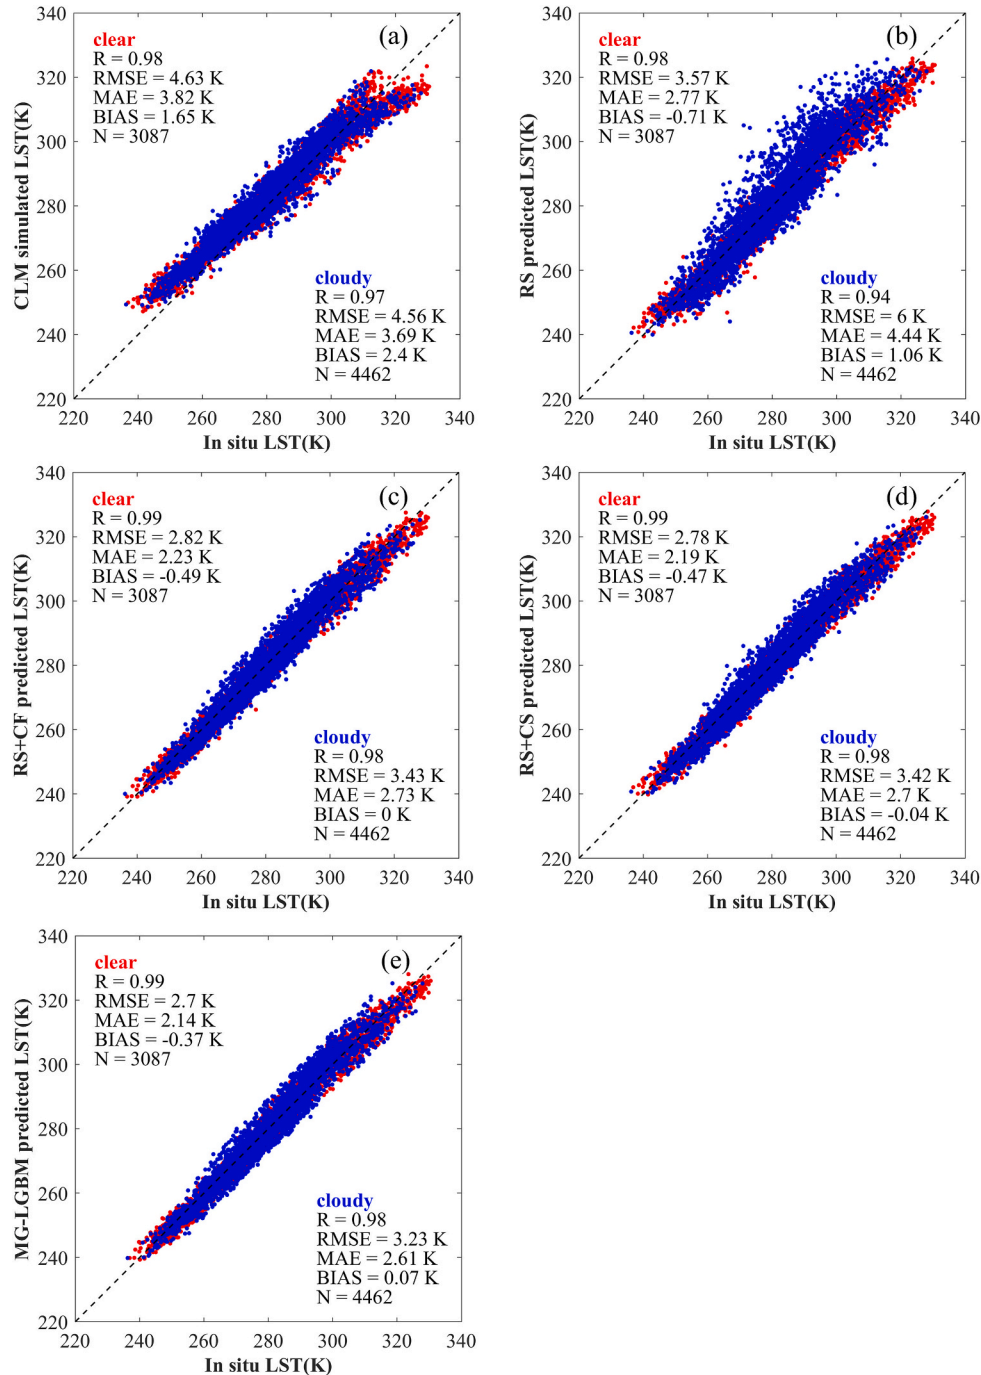 (a)
clear
R = 0.98
RMSE = 4.63 K
MAE = 3.82 K
BIAS = 1.65 K
N = 3087
cloudy
R = 0.97
RMSE = 4.56 K
MAE = 3.69 K
BIAS = 2.4 K
N = 4462
340
320
300
280
260
240
220
CLM simulated LST(K)
220 240 260 280 300 320 340
In situ LST(K)
(b)
clear
R = 0.98
RMSE = 3.57 K
MAE = 2.77 K
BIAS = -0.71 K
N = 3087
cloudy
R = 0.94
RMSE = 6 K
MAE = 4.44 K
BIAS = 1.06 K
N = 4462
340
320
300
280
260
240
220
RS predicted LST(K)
220 240 260 280 300 320 340
In situ LST(K)
(c)
clear
R = 0.99
RMSE = 2.82 K
MAE = 2.23 K
BIAS = -0.49 K
N = 3087
cloudy
R = 0.98
RMSE = 3.43 K
MAE = 2.73 K
BIAS = 0 K
N = 4462
340
320
300
280
260
240
220
RS+CF predicted LST(K)
220 240 260 280 300 320 340
In situ LST(K)
(d)
clear
R = 0.99
RMSE = 2.78 K
MAE = 2.19 K
BIAS = -0.47 K
N = 3087
cloudy
R = 0.98
RMSE = 3.42 K
MAE = 2.7 K
BIAS = -0.04 K
N = 4462
340
320
300
280
260
240
220
RS+CS predicted LST(K)
220 240 260 280 300 320 340
In situ LST(K)
(e)
clear
R = 0.99
RMSE = 2.7 K
MAE = 2.14 K
BIAS = -0.37 K
N = 3087
cloudy
R = 0.98
RMSE = 3.23 K
MAE = 2.61 K
BIAS = 0.07 K
N = 4462
340
320
300
280
260
240
220
MG-LGBM predicted LST(K)
220 240 260 280 300 320 340
In situ LST(K)